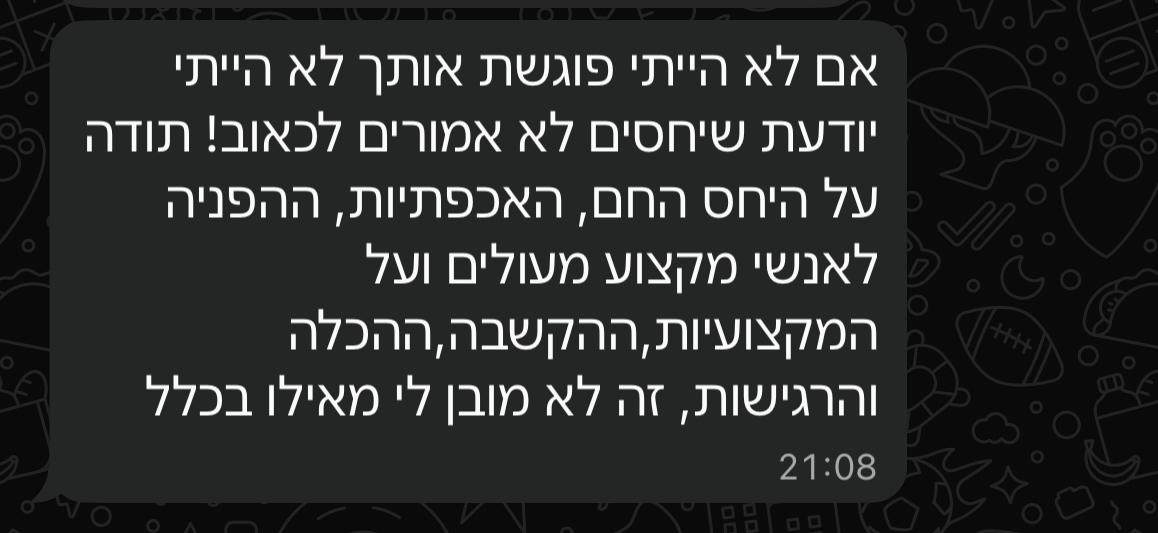 אם לא הייתי פוגשת אותך לא הייתי
יודעת שיחסים לא אמורים לכאוב! תודה
על היחס החם, האכפתיות, ההפניה
לאנשי מקצוע מעולים ועל
המקצועיות,ההקשבה,ההכלה
והרגישות, זה לא מובן לי מאילו בכלל
21:08